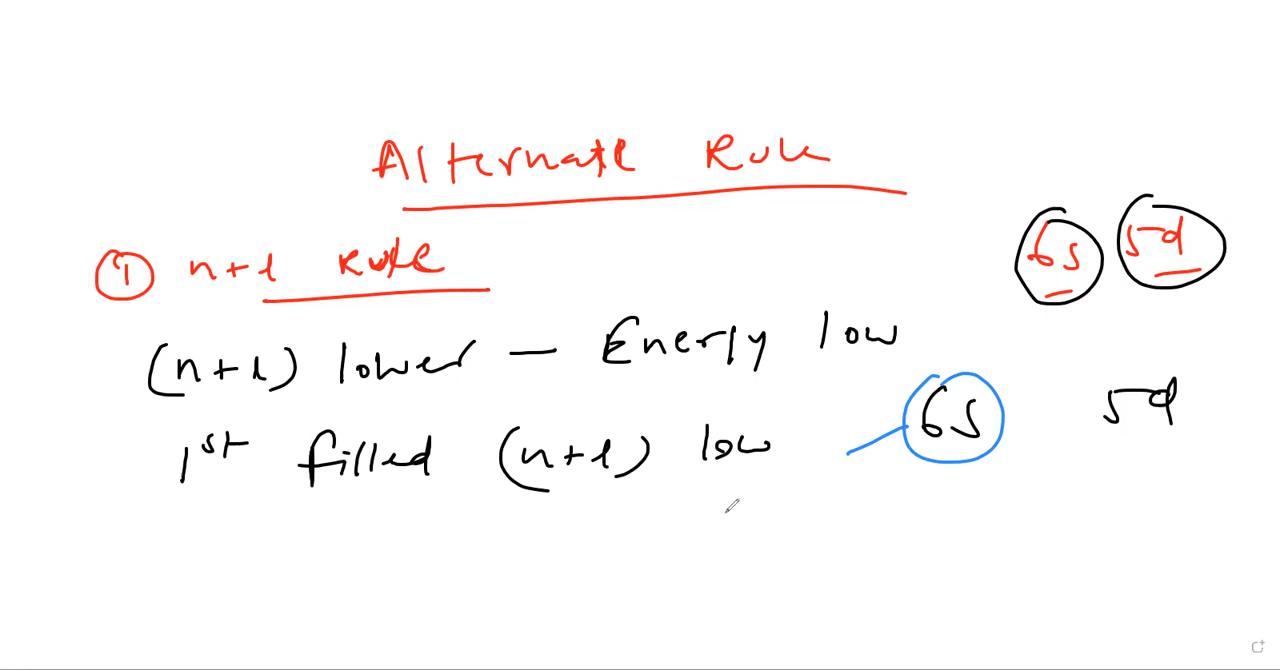 Alternate Rule
① n+l Rule
6s 5d
(n+l) lower — Energy low
1st filled (n+l) low
6s 5d